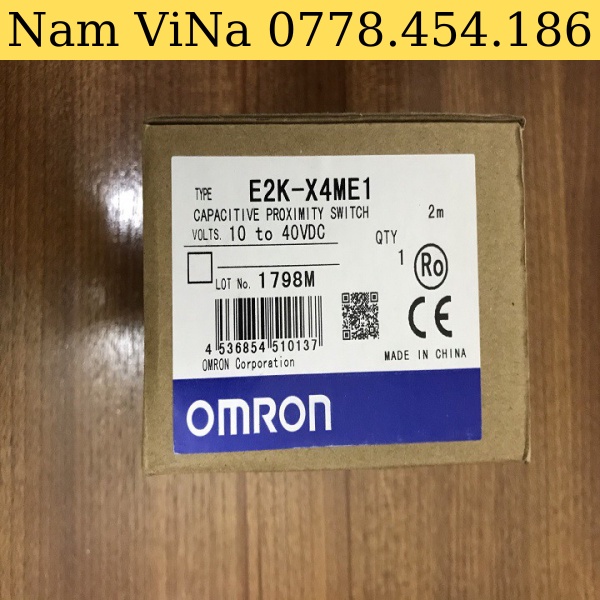 Nam ViNa 0778.454.186
TYPE E2K-X4ME1
CAPACITIVE PROXIMITY SWITCH 2m
VOLTS. 10 to 40VDC
QTY
1
Ro
LOT No. 1798M
CE
4 536854 510137
MADE IN CHINA
OMRON Corporation
OMRON